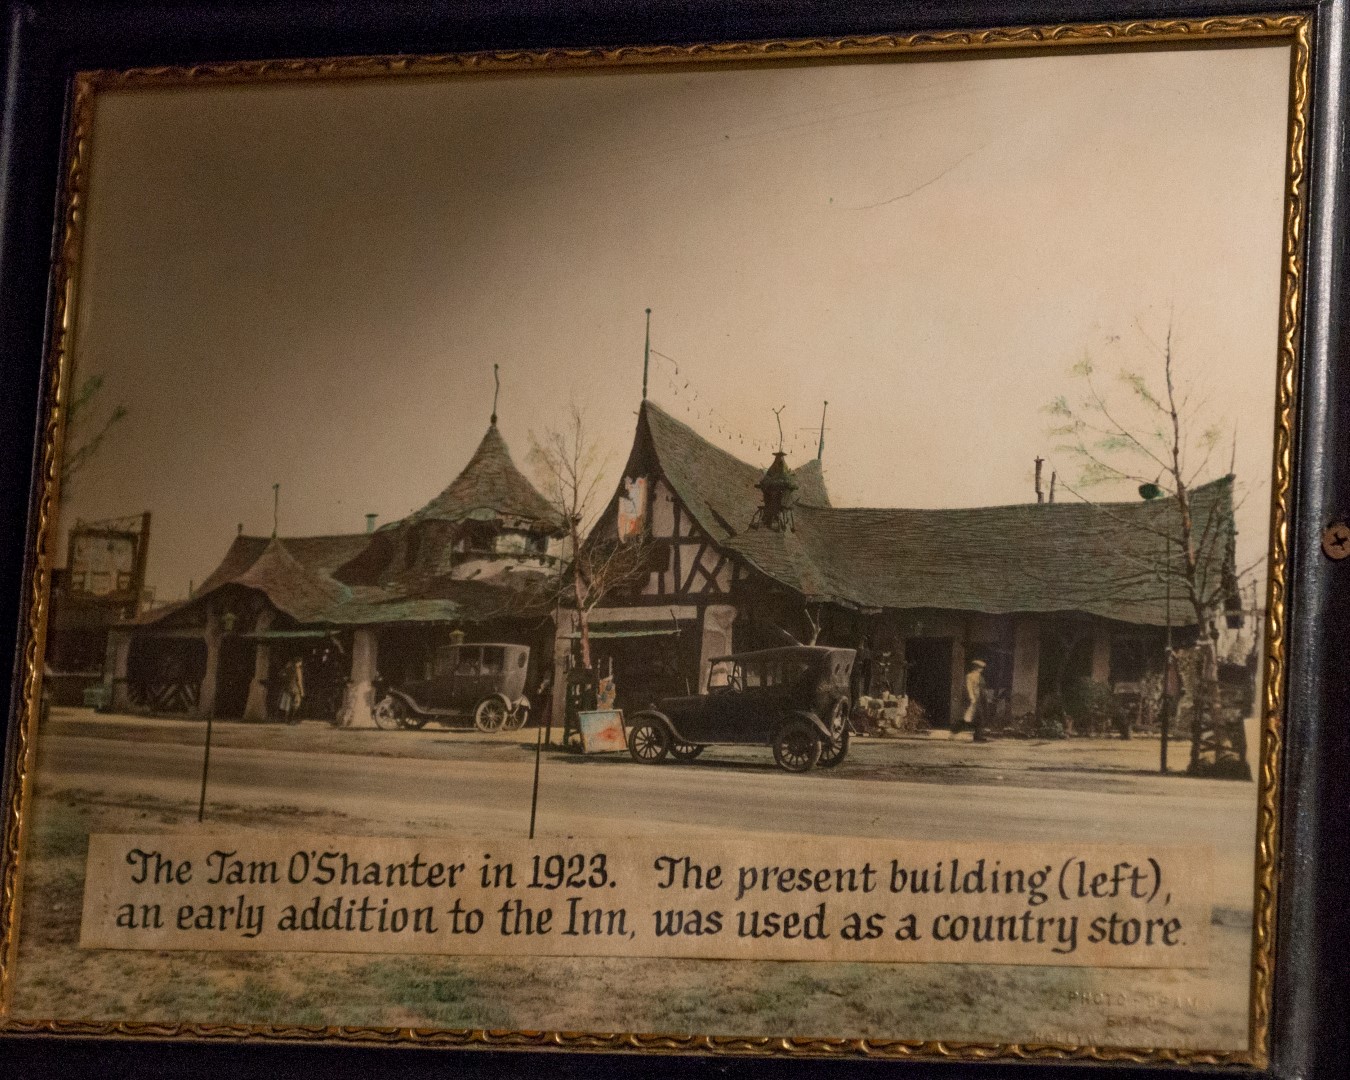 The Tam O'Shanter in 1923. The present building (left),
an early addition to the Inn, was used as a country store.